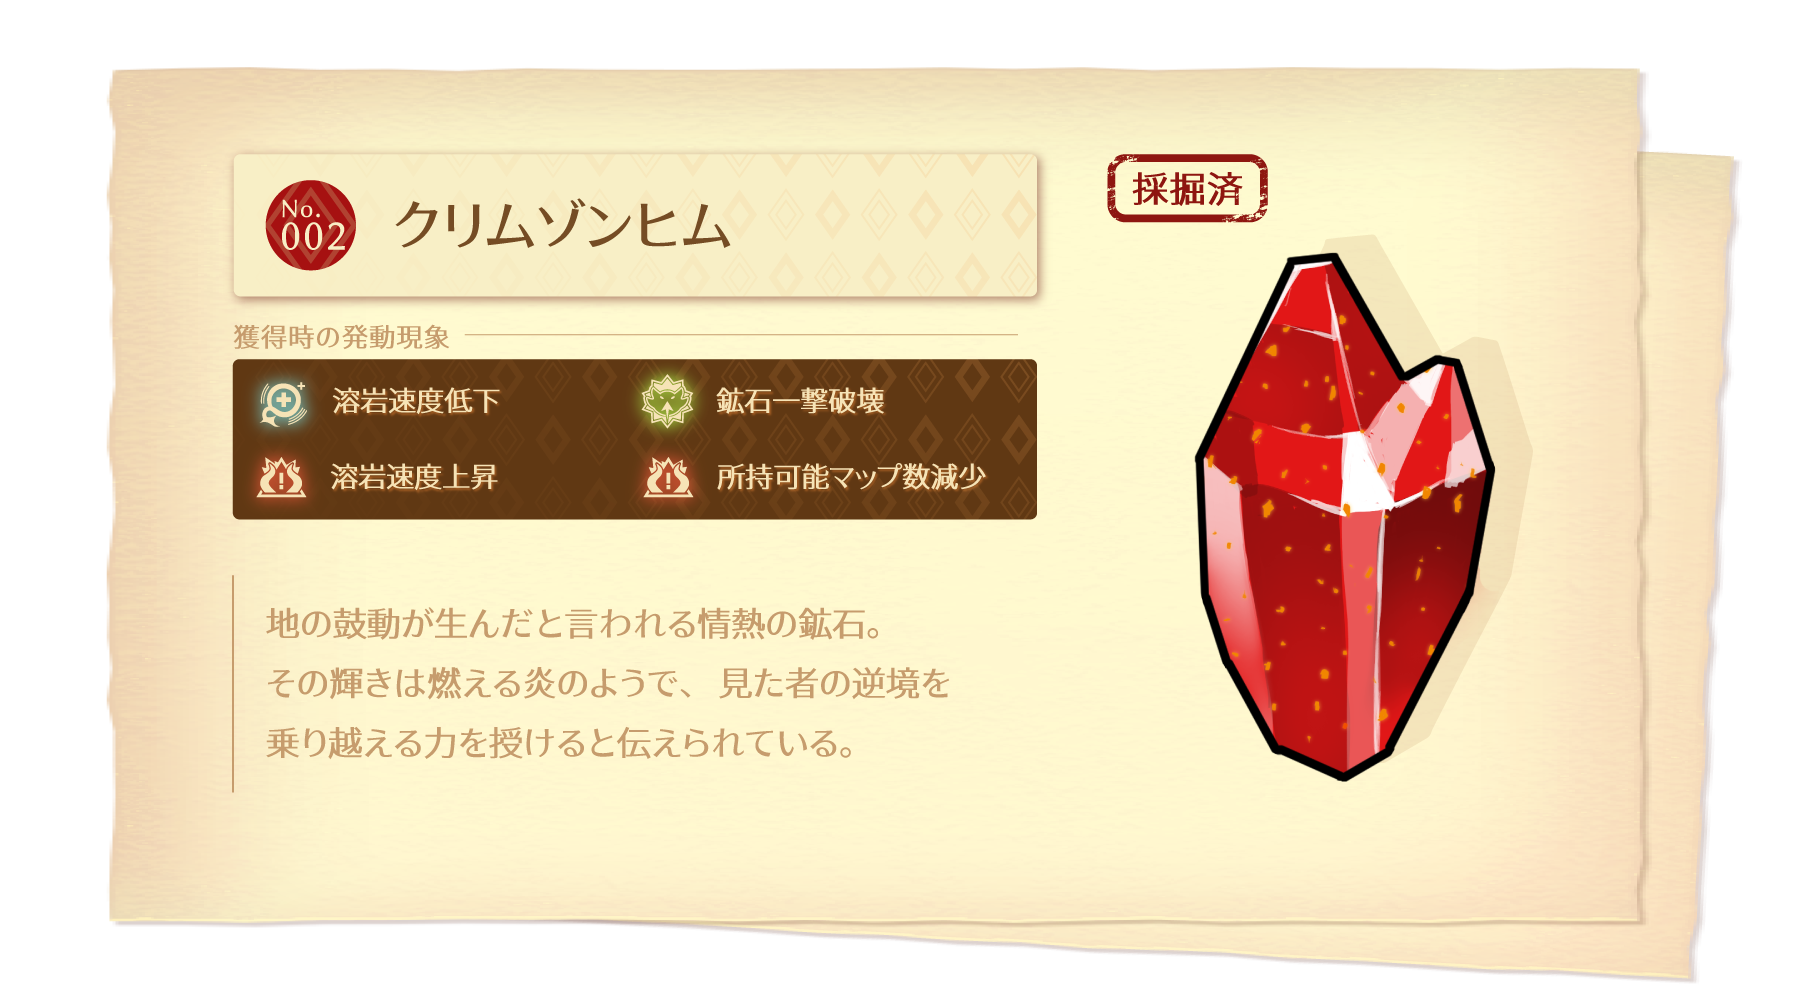 No.
002
クリムゾンヒム
採掘済
獲得時の発動現象
溶岩速度低下
鉱石一撃破壊
溶岩速度上昇
所持可能マップ数減少
地の鼓動が生んだと言われる情熱の鉱石。
その輝きは燃える炎のようで、見た者の逆境を
乗り越える力を授けると伝えられている。